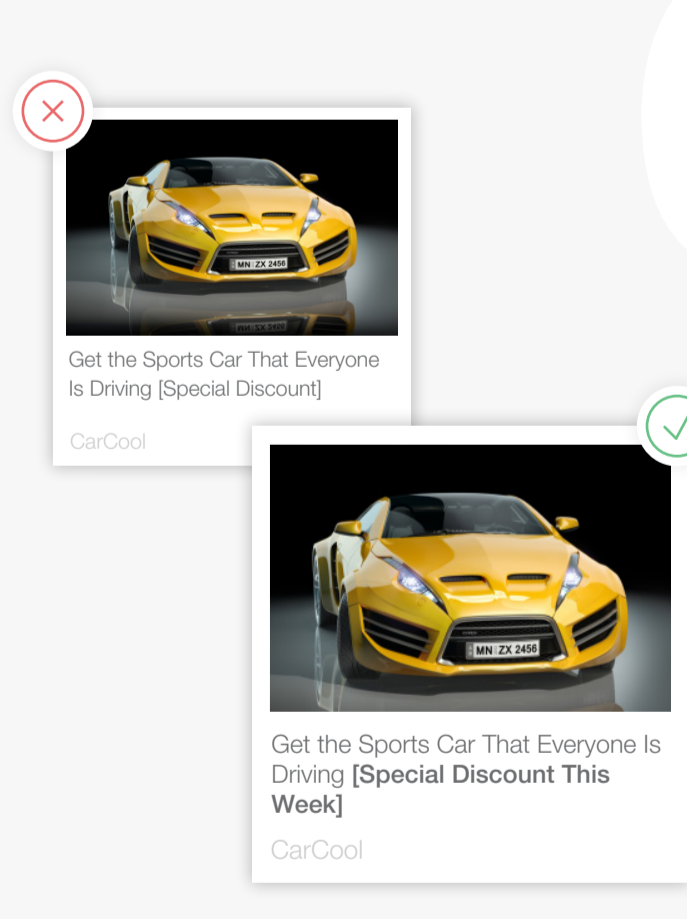 MN ZX 2456
Get the Sports Car That Everyone
Is Driving [Special Discount]
CarCool
MN ZX 2456
Get the Sports Car That Everyone Is
Driving [Special Discount This
Week]
CarCool